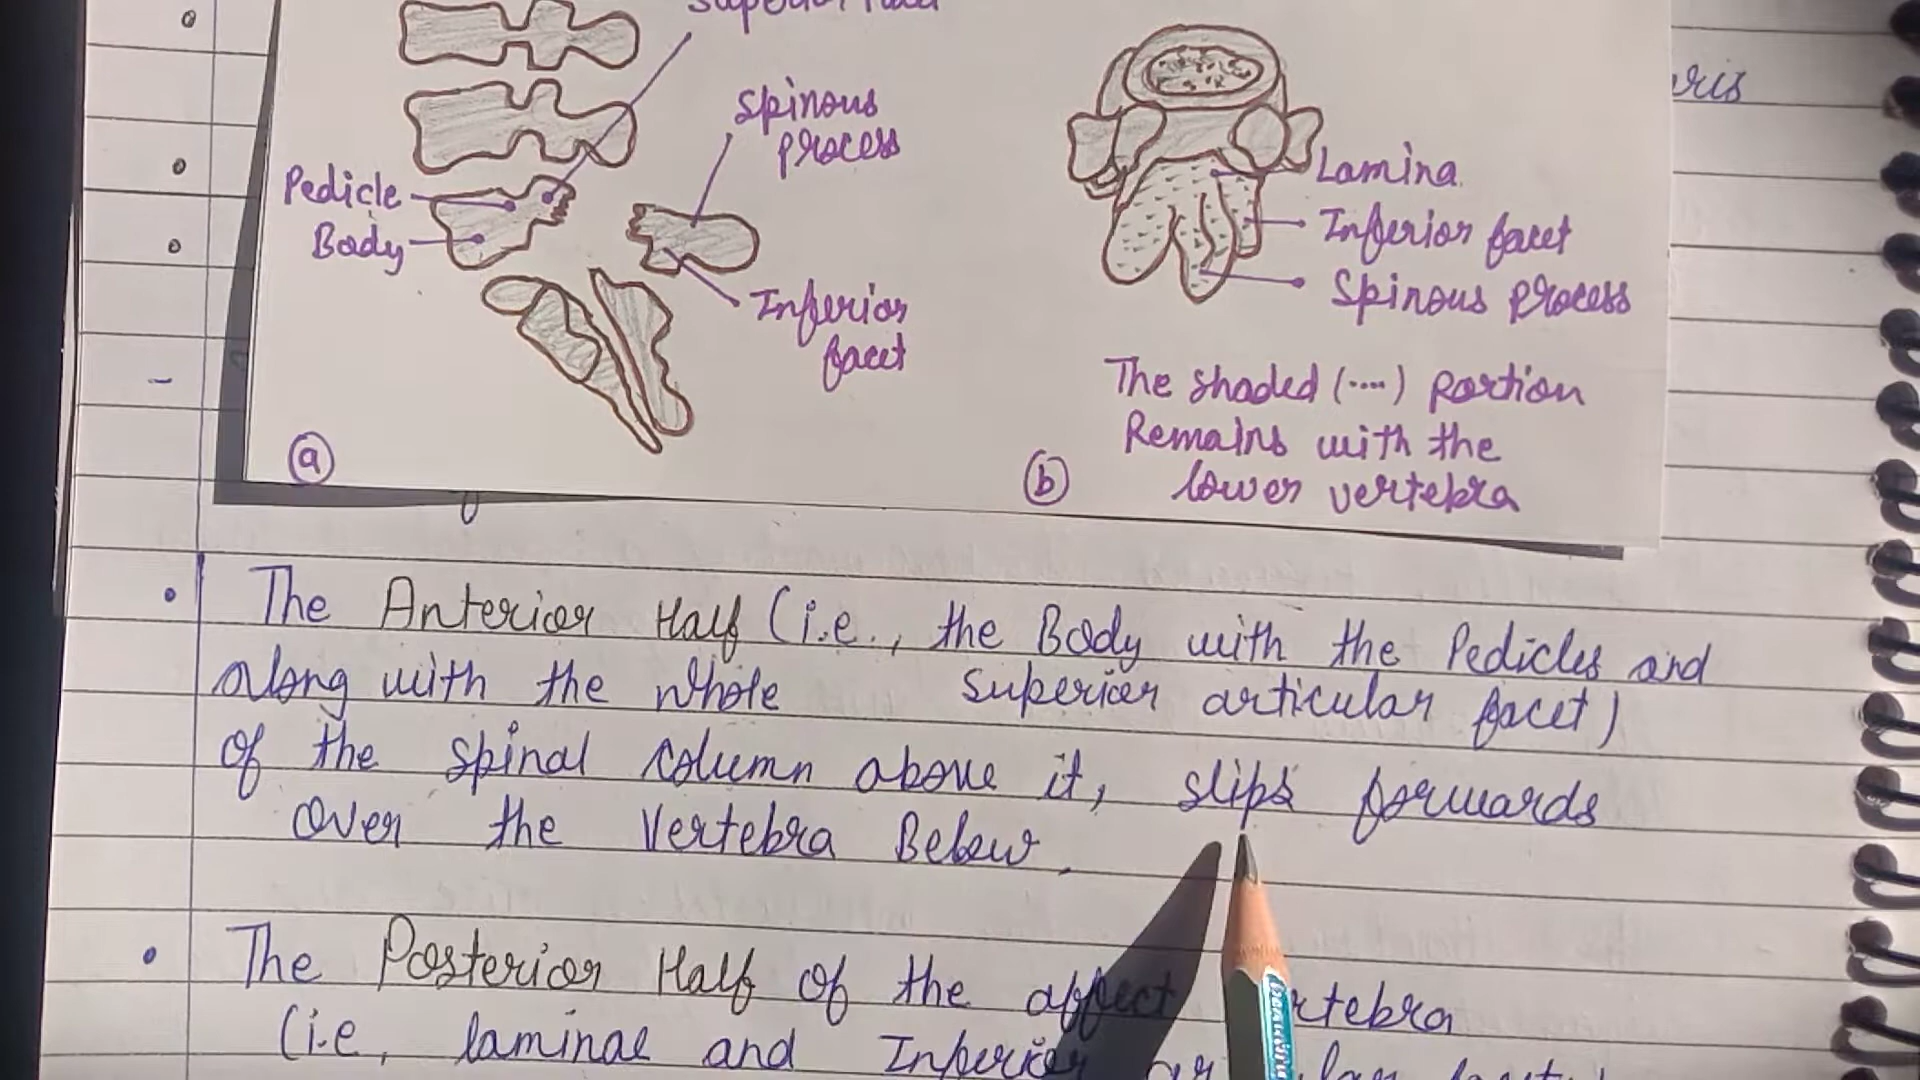 Spinous
process
Pedicle
Body
Inferior
facet
a
Lamina
Inferior facet
Spinous process
The shaded (....) Portion
Remains with the
lower vertebra
b
The Anterior Half (i.e., the Body with the Pedicles and
along with the whole superior articular facet)
of the spinal column above it, slips forwards
over the vertebra Below.
The Posterior Half of the affect
(i.e, laminae and Inferior